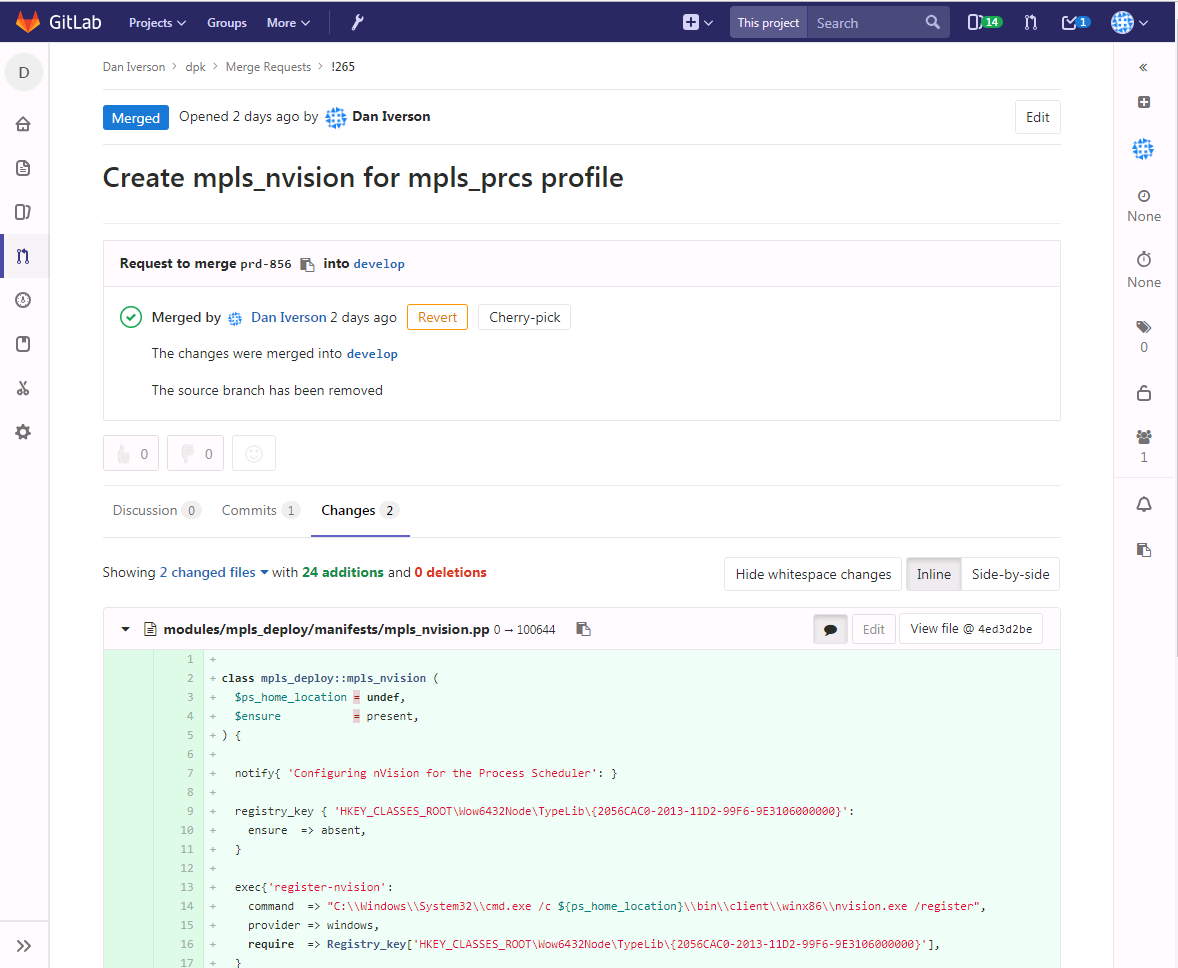 GitLab Projects Groups More This project Search 14 1
D Dan Iverson > dpk > Merge Requests > !265 «
Merged Opened 2 days ago by Dan Iverson Edit
Create mpls_nvision for mpls_prcs profile
None
Request to merge prd-856 into develop
None
Merged by Dan Iverson 2 days ago Revert Cherry-pick
The changes were merged into develop
0
The source branch has been removed
0 0
1
Discussion 0 Commits 1 Changes 2
Showing 2 changed files with 24 additions and 0 deletions Hide whitespace changes Inline Side-by-side
modules/mpls_deploy/manifests/mpls_nvision.pp 0 → 100644 Edit View file @ 4ed3d2be
1 +
2 + class mpls_deploy::mpls_nvision (
3 +   $ps_home_location = undef,
4 +   $ensure           = present,
5 + ) {
6 +
7 +   notify{ 'Configuring nVision for the Process Scheduler': }
8 +
9 +   registry_key { 'HKEY_CLASSES_ROOT\Wow6432Node\TypeLib\{2056CAC0-2013-11D2-99F6-9E3106000000}':
10 +     ensure  => absent,
11 +   }
12 +
13 +   exec{'register-nvision':
14 +     command  => "C:\\Windows\\System32\\cmd.exe /c ${ps_home_location}\\bin\\client\\winx86\\nvision.exe /register",
15 +     provider => windows,
16 +     require  => Registry_key['HKEY_CLASSES_ROOT\Wow6432Node\TypeLib\{2056CAC0-2013-11D2-99F6-9E3106000000}'],
17 +   }